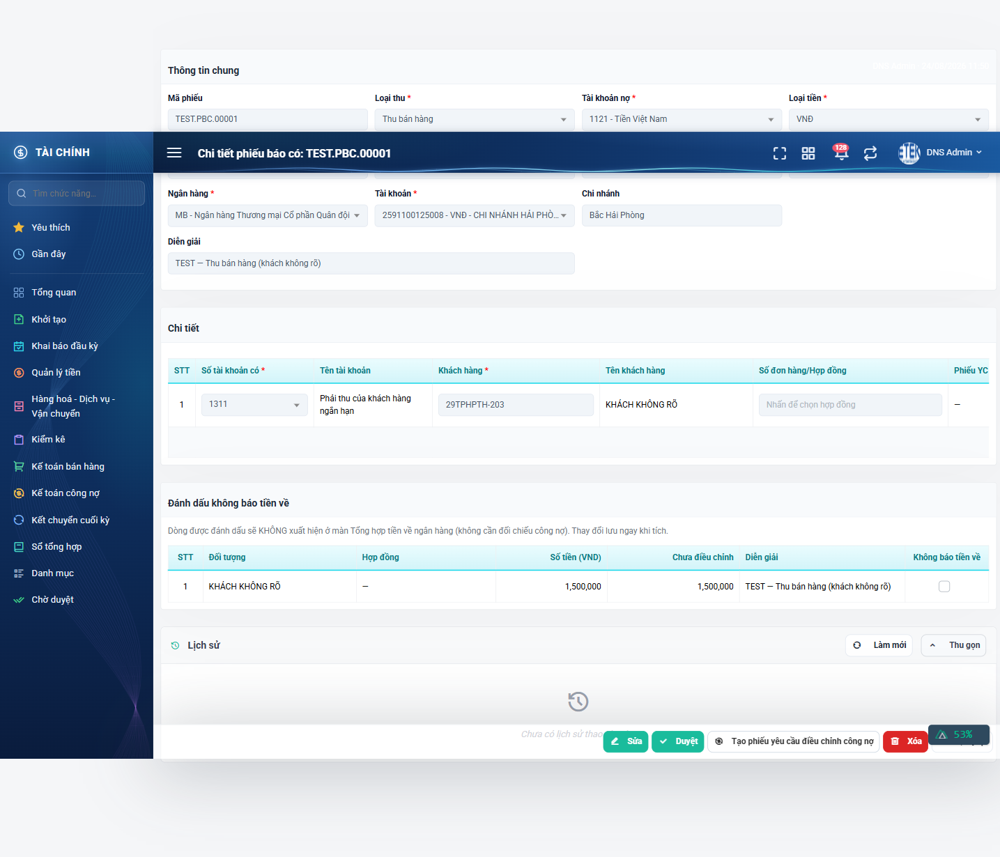 Thông tin chung
Mã phiếu
Loại thu *
Tài khoản nợ *
Loại tiền *
TEST.PBC.00001
Thu bán hàng
1121 - Tiền Việt Nam
VNĐ
TÀI CHÍNH
Chi tiết phiếu báo có: TEST.PBC.00001
128
DNS Admin
Tìm chức năng...
Yêu thích
Gần đây
Tổng quan
Khởi tạo
Khai báo đầu kỳ
Quản lý tiền
Hàng hoá - Dịch vụ -
Vận chuyển
Kiểm kê
Kế toán bán hàng
Kế toán công nợ
Kết chuyển cuối kỳ
Sổ tổng hợp
Danh mục
Chờ duyệt
Ngân hàng *
Tài khoản *
Chi nhánh
MB - Ngân hàng Thương mại Cổ phần Quân đội
2591100125008 - VNĐ - CHI NHÁNH HẢI PHÒ...
Bắc Hải Phòng
Diễn giải
TEST — Thu bán hàng (khách không rõ)
Chi tiết
STT
Số tài khoản có *
Tên tài khoản
Khách hàng *
Tên khách hàng
Số đơn hàng/Hợp đồng
Phiếu YC
1
1311
Phải thu của khách hàng
ngắn hạn
29TPHPTH-203
KHÁCH KHÔNG RÕ
Nhấn để chọn hợp đồng
—
Đánh dấu không báo tiền về
Dòng được đánh dấu sẽ KHÔNG xuất hiện ở màn Tổng hợp tiền về ngân hàng (không cần đối chiếu công nợ). Thay đổi lưu ngay khi tích.
STT
Đối tượng
Hợp đồng
Số tiền (VND)
Chưa điều chỉnh
Diễn giải
Không báo tiền về
1
KHÁCH KHÔNG RÕ
—
1,500,000
1,500,000
TEST — Thu bán hàng (khách không rõ)
Lịch sử
Làm mới
Thu gọn
Chưa có lịch sử thao
Sửa
Duyệt
Tạo phiếu yêu cầu điều chỉnh công nợ
Xóa
53%